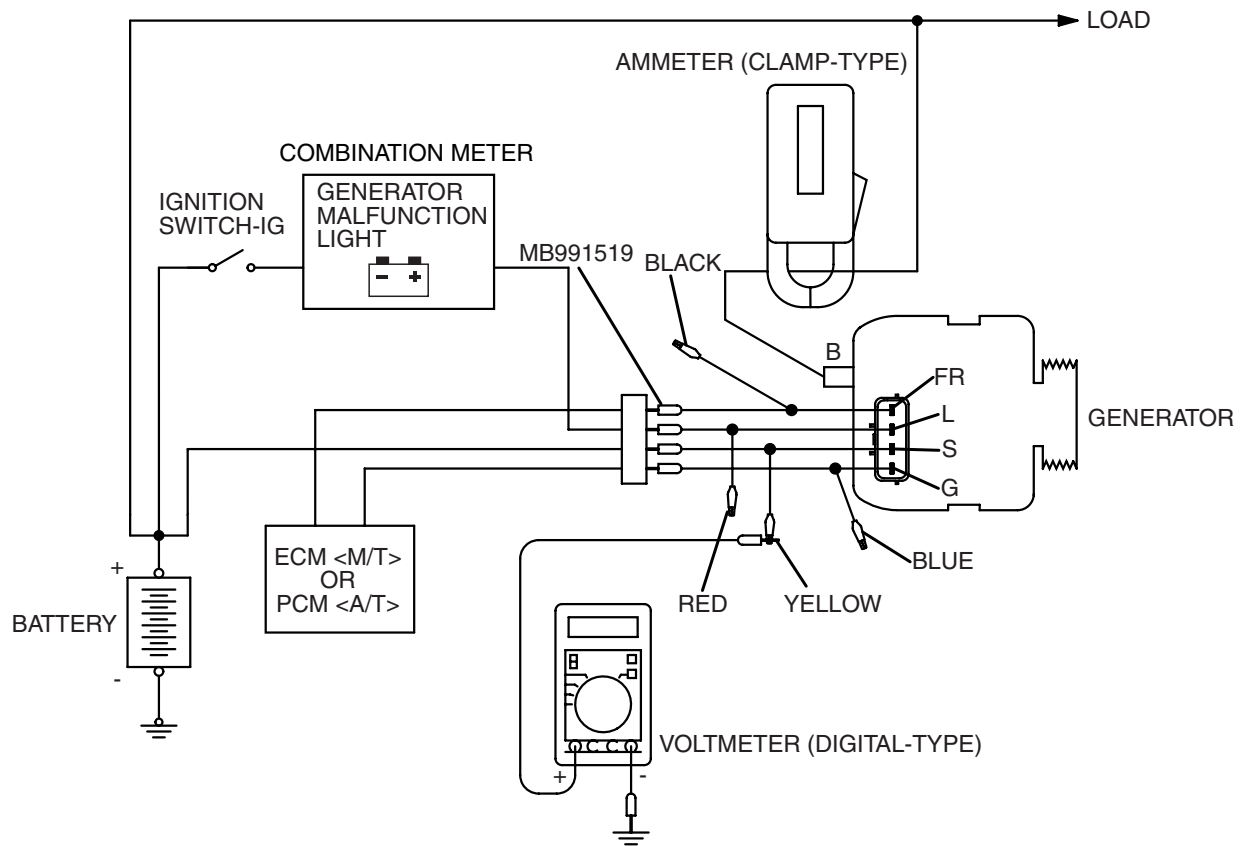 LOAD
AMMETER (CLAMP-TYPE)
COMBINATION METER
IGNITION
SWITCH-IG
GENERATOR
MALFUNCTION
LIGHT
- +
MB991519
BLACK
B
FR
L
S
G
GENERATOR
ECM <M/T>
OR
PCM <A/T>
BLUE
RED
YELLOW
+
BATTERY
-
VOLTMETER (DIGITAL-TYPE)
+
-